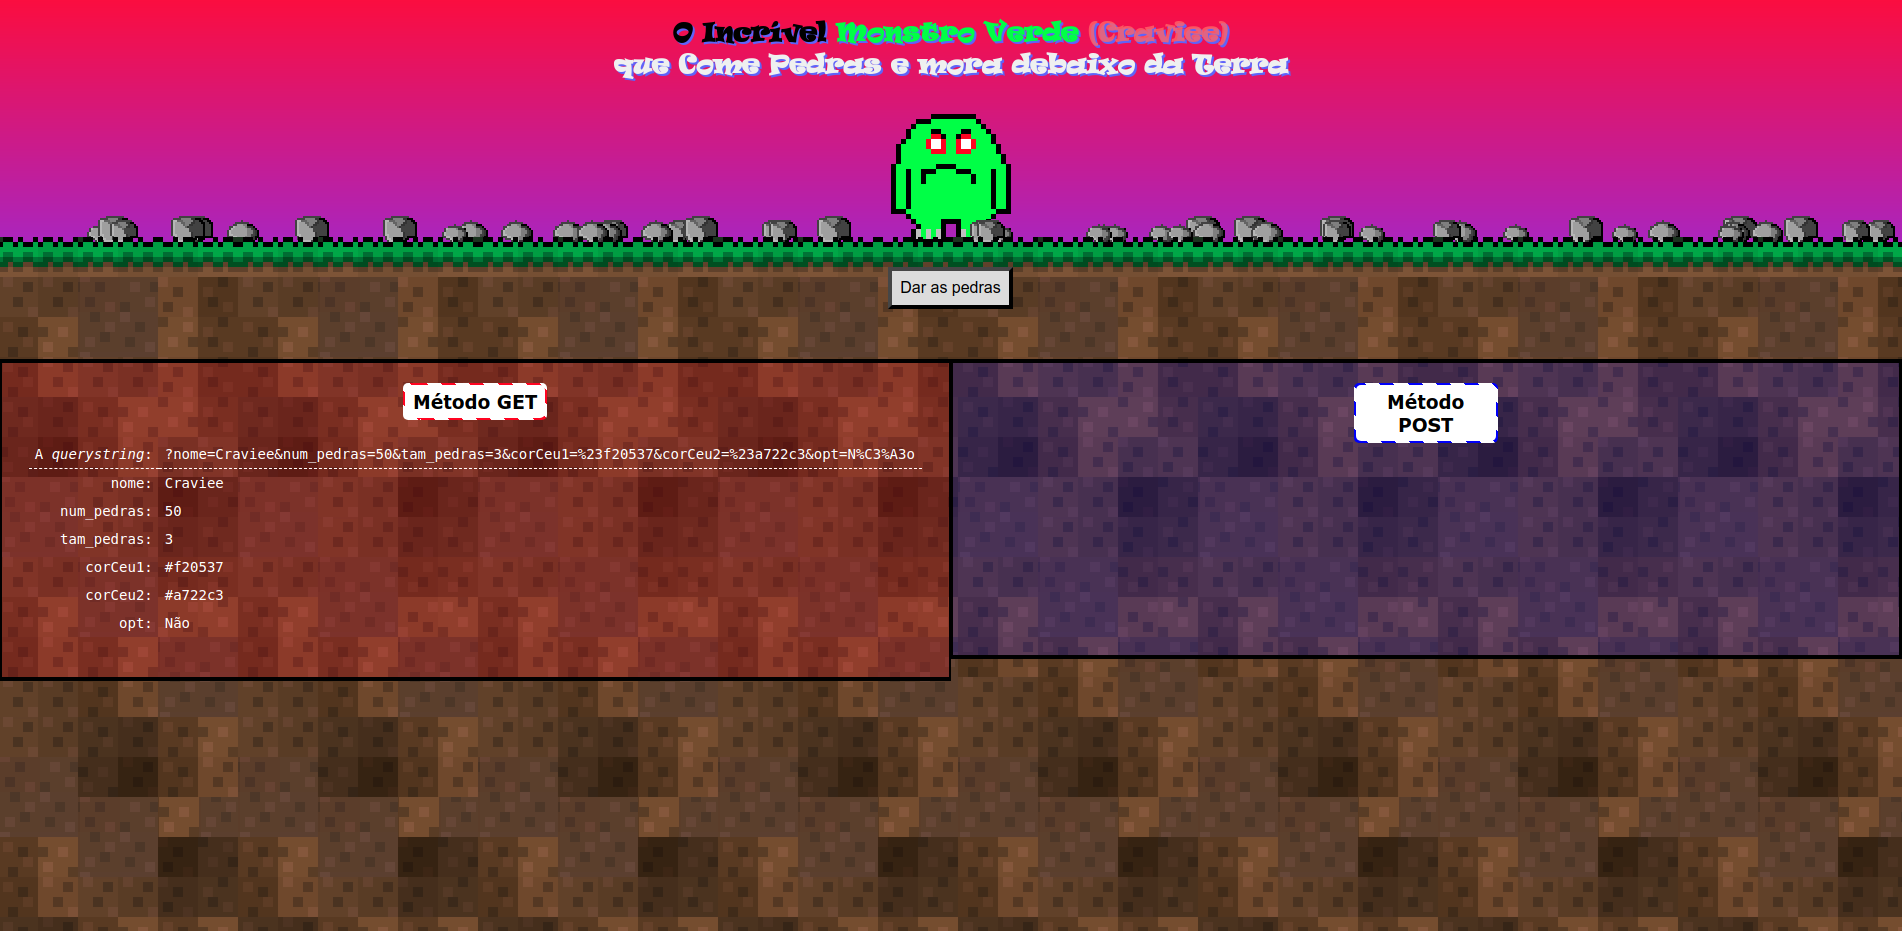 O Incrível Monstro Verde (Craviee)
que Come Pedras e mora debaixo da Terra
Dar as pedras
Método GET
A querystring: ?nome=Craviee&num_pedras=50&tam_pedras=3&corCeu1=%23f20537&corCeu2=%23a722c3&opt=N%C3%A3o
nome: Craviee
num_pedras: 50
tam_pedras: 3
corCeu1: #f20537
corCeu2: #a722c3
opt: Não
Método
POST